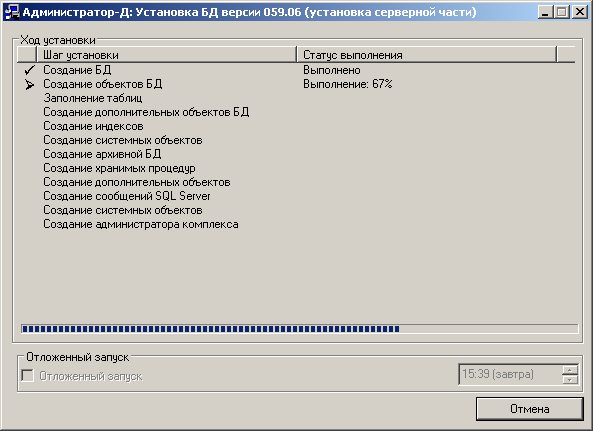 Администратор-Д: Установка БД версии 059.06 (установка серверной части)
Ход установки
Шаг установки Статус выполнения
Создание БД Выполнено
Создание объектов БД Выполнение: 67%
Заполнение таблиц
Создание дополнительных объектов БД
Создание индексов
Создание системных объектов
Создание архивной БД
Создание хранимых процедур
Создание дополнительных объектов
Создание сообщений SQL Server
Создание системных объектов
Создание администратора комплекса
Отложенный запуск
Отложенный запуск 15:39 (завтра)
Отмена